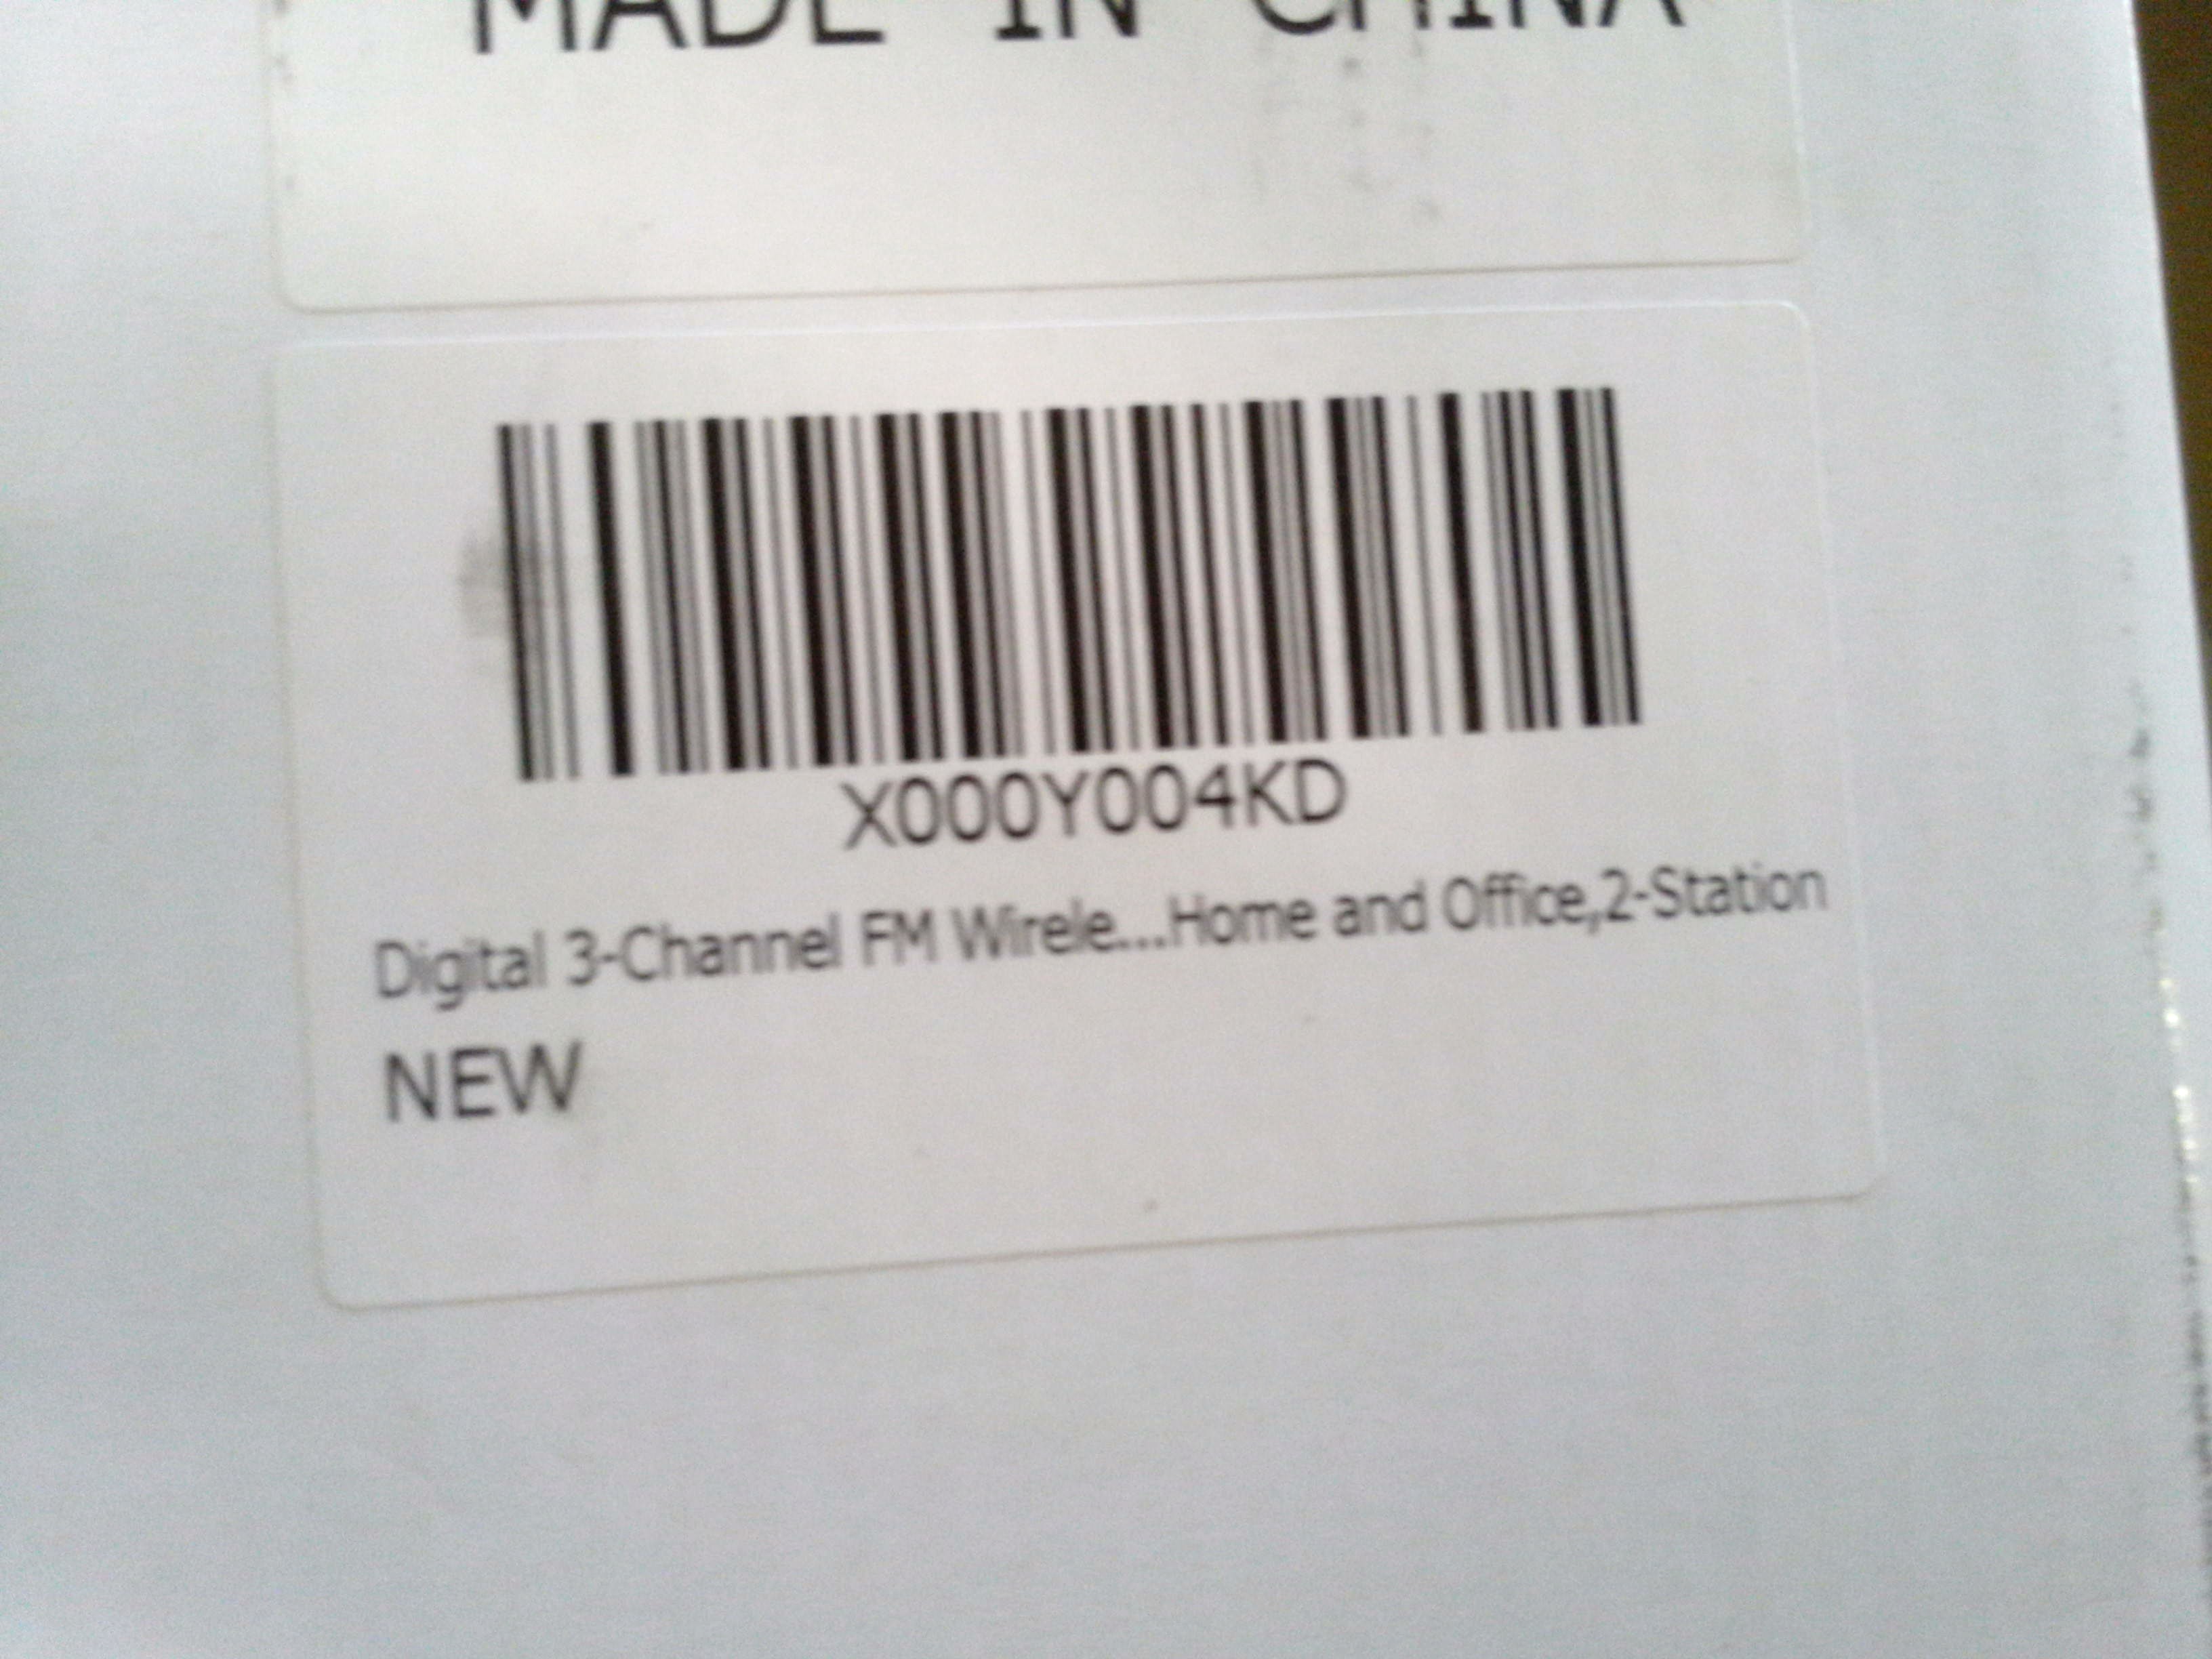 MADE IN CHINA
X000Y004KD
Digital 3-Channel FM Wirele...Home and Office,2-Station
NEW